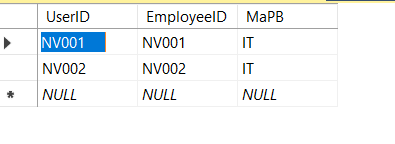 UserID EmployeeID MaPB
NV001 NV001 IT
NV002 NV002 IT
NULL NULL NULL